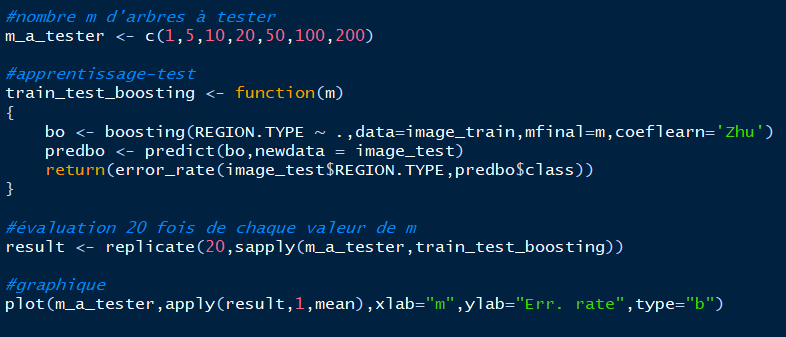 #nombre m d'arbres à tester
m_a_tester <- c(1,5,10,20,50,100,200)
#apprentissage-test
train_test_boosting <- function(m)
{
bo <- boosting(REGION.TYPE ~ .,data=image_train,mfinal=m,coeflearn='Zhu')
predbo <- predict(bo,newdata = image_test)
return(error_rate(image_test$REGION.TYPE,predbo$class))
}
#évaluation 20 fois de chaque valeur de m
result <- replicate(20,sapply(m_a_tester,train_test_boosting))
#graphique
plot(m_a_tester,apply(result,1,mean),xlab="m",ylab="Err. rate",type="b")